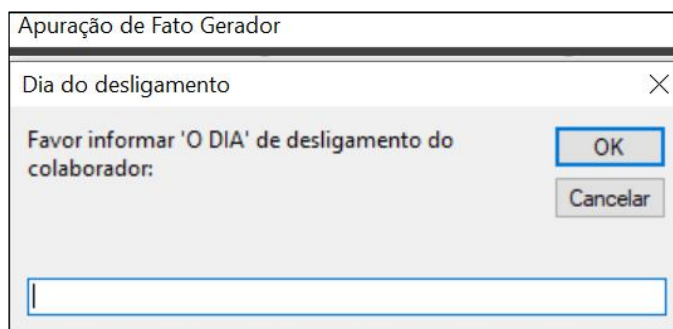 Apuração de Fato Gerador
Dia do desligamento
Favor informar 'O DIA' de desligamento do
colaborador:
OK
Cancelar